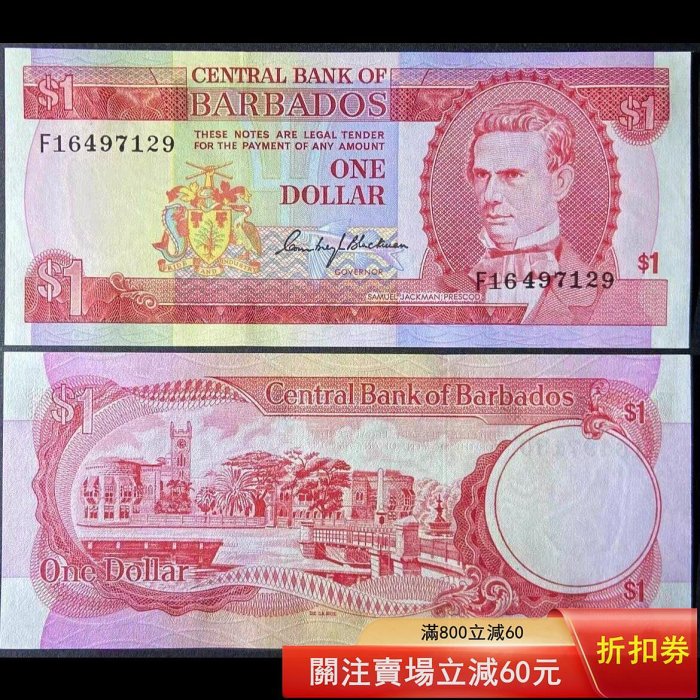 $1
CENTRAL BANK OF
BARBADOS
$1
F16497129
THESE NOTES ARE LEGAL TENDER
FOR THE PAYMENT OF ANY AMOUNT
ONE
DOLLAR
PRIDE AND INDUSTRY
Courtney N Blackman
GOVERNOR
$1
$1
F16497129
SAMUEL JACKMAN PRESCOD
$1
Central Bank of Barbados
$1
One Dollar
$1
DE LA RUE
滿800立減60
關注賣場立減60元
折扣券